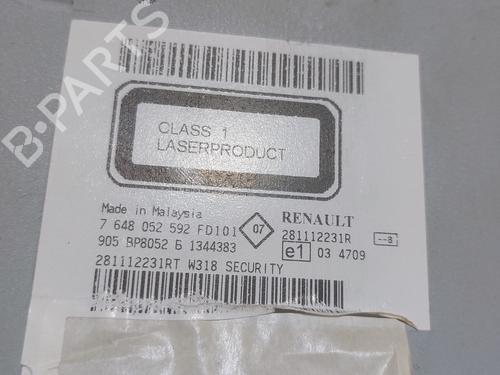 B-PARTS
CLASS 1
LASERPRODUCT
Made in Malaysia
7 648 052 592 FD101
07
RENAULT
281112231R
--B
905 BP8052 6 1344383
e1
03 4709
281112231RT W318 SECURITY